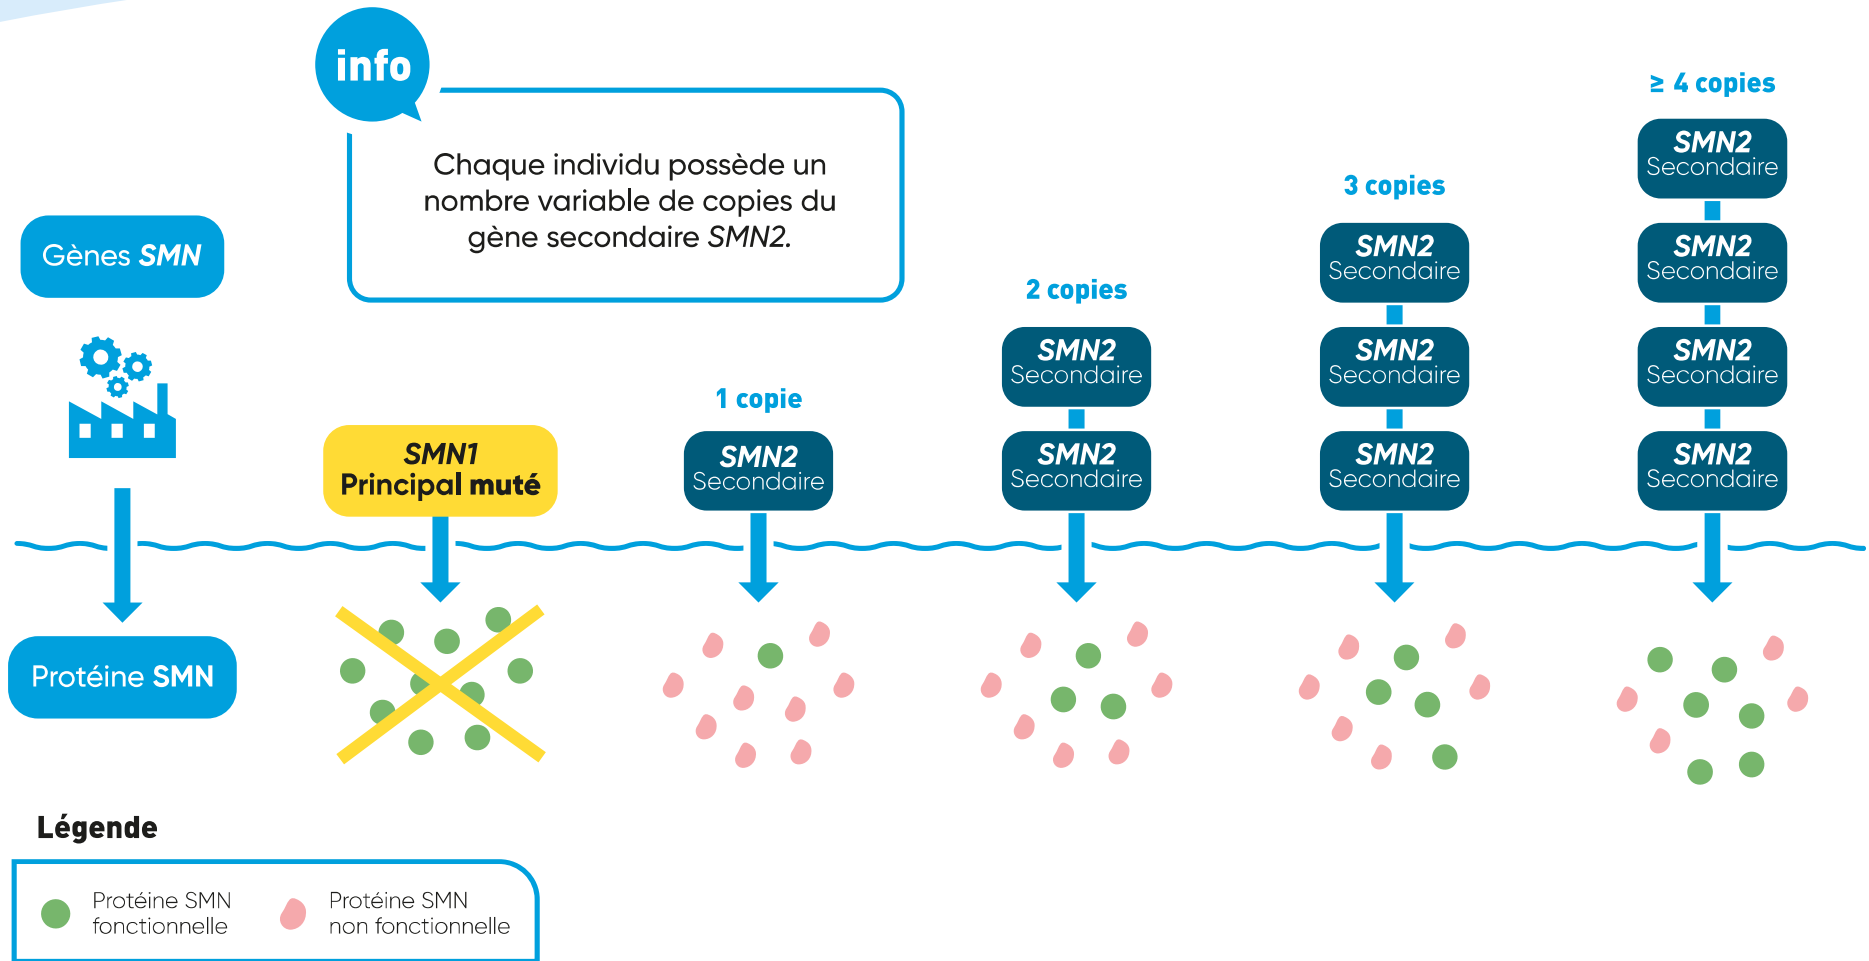 info
Chaque individu possède un
nombre variable de copies du
gène secondaire SMN2.
Gènes SMN
SMN1
Principal muté
1 copie
SMN2
Secondaire
2 copies
SMN2
Secondaire
SMN2
Secondaire
3 copies
SMN2
Secondaire
SMN2
Secondaire
SMN2
Secondaire
≥ 4 copies
SMN2
Secondaire
SMN2
Secondaire
SMN2
Secondaire
SMN2
Secondaire
Protéine SMN
Légende
Protéine SMN
fonctionnelle
Protéine SMN
non fonctionnelle